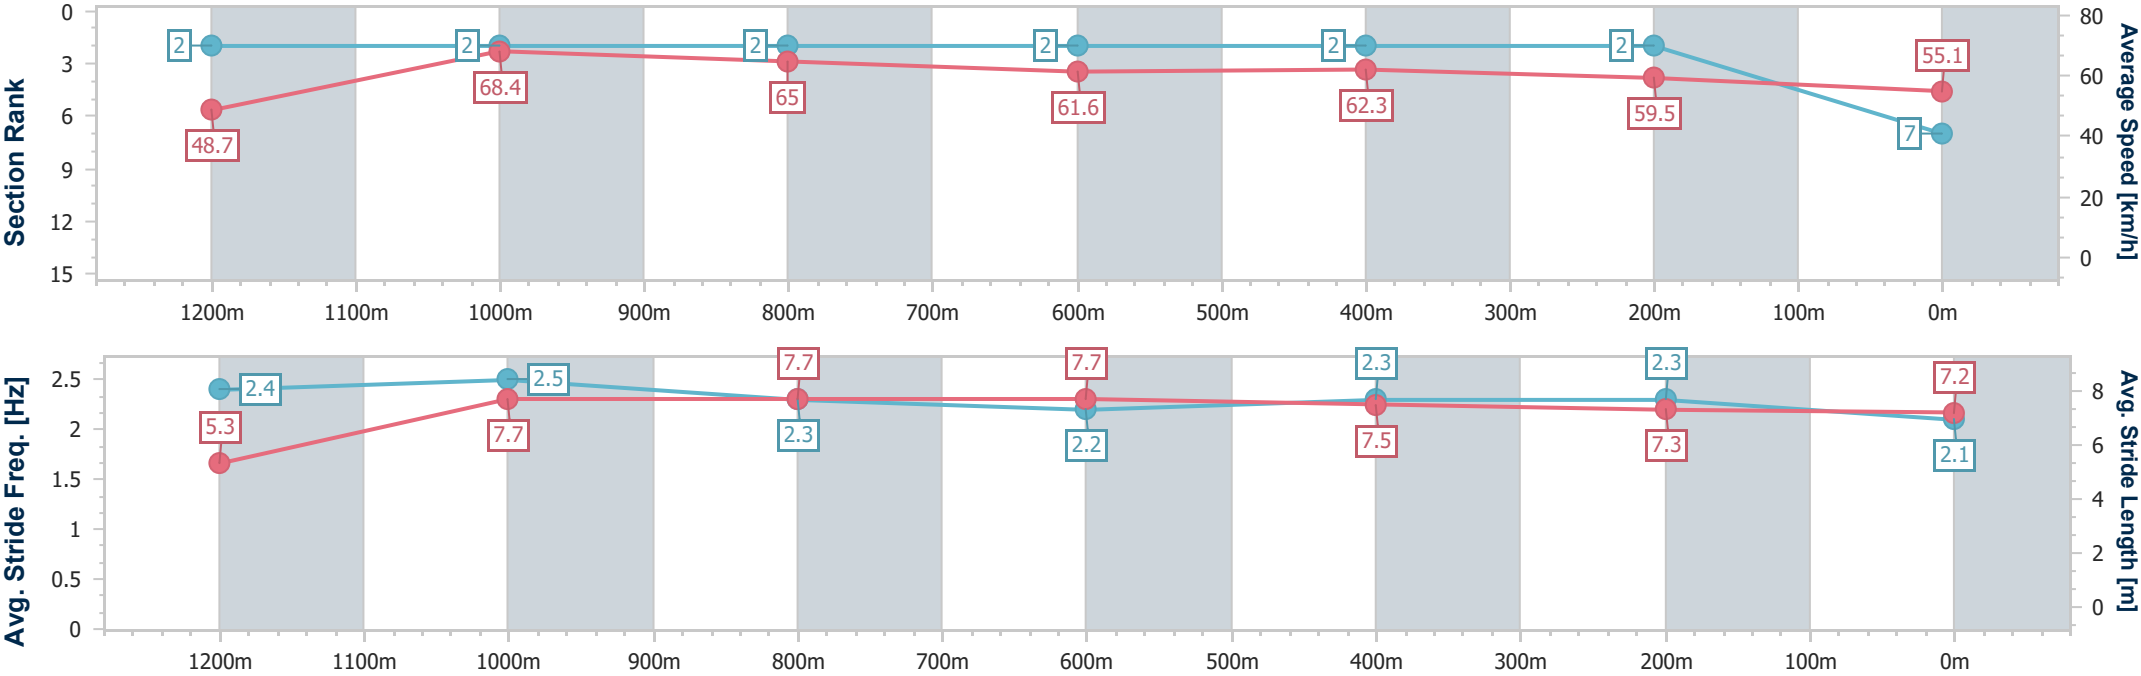 Section Rank
0
3
6
9
12
15
2
2
2
2
2
2
7
48.7
68.4
65
61.6
62.3
59.5
55.1
80
60
40
20
0
Average Speed [km/h]
1200m
1100m
1000m
900m
800m
700m
600m
500m
400m
300m
200m
100m
0m
Avg. Stride Freq. [Hz]
2.5
2
1.5
1
0.5
0
2.4
2.5
2.3
2.2
2.3
2.3
2.1
5.3
7.7
7.7
7.7
7.5
7.3
7.2
8
6
4
2
0
Avg. Stride Length [m]
1200m
1100m
1000m
900m
800m
700m
600m
500m
400m
300m
200m
100m
0m